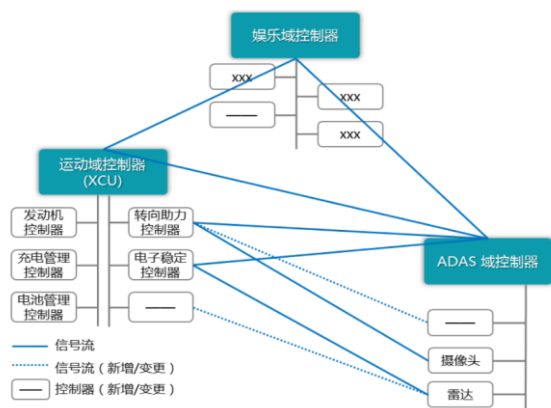 娱乐域控制器
xxx
xxx
xxx
运动域控制器
(XCU)
发动机
控制器
转向助力
控制器
充电管理
控制器
电子稳定
控制器
电池管理
控制器
ADAS 域控制器
摄像头
雷达
信号流
信号流（新增/变更）
控制器（新增/变更）